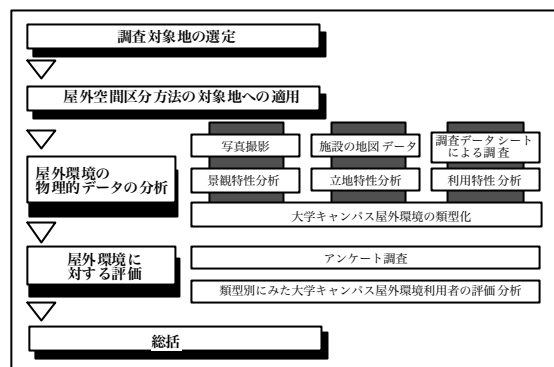 調査対象地の選定
屋外空間区分方法の対象地への適用
屋外環境の
物理的データの分析
写真撮影
施設の地図データ
調査データシート
による調査
景観特性分析
立地特性分析
利用特性分析
大学キャンパス屋外環境の類型化
屋外環境に
対する評価
アンケート調査
類型別にみた大学キャンパス屋外環境利用者の評価分析
総括